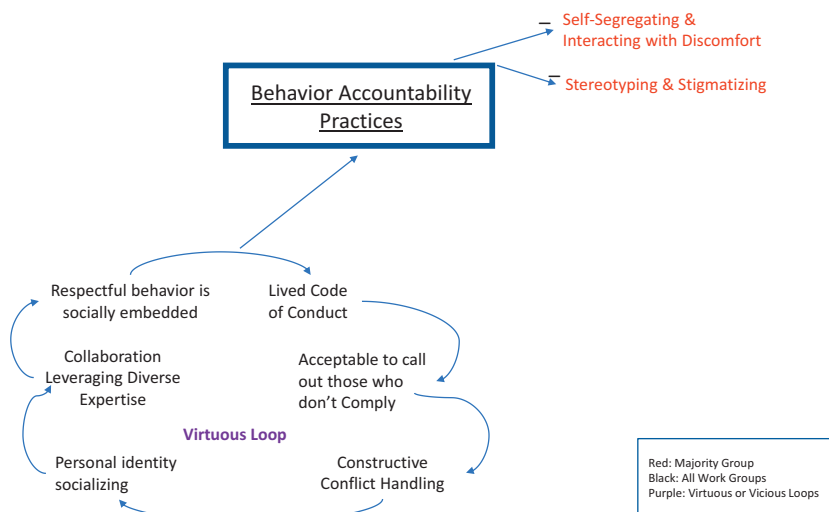 Self-Segregating &
Interacting with Discomfort
Stereotyping & Stigmatizing
Behavior Accountability
Practices
Respectful behavior is
socially embedded
Lived Code
of Conduct
Collaboration
Leveraging Diverse
Expertise
Acceptable to call
out those who
don’t Comply
Virtuous Loop
Personal identity
socializing
Constructive
Conflict Handling
Red: Majority Group
Black: All Work Groups
Purple: Virtuous or Vicious Loops